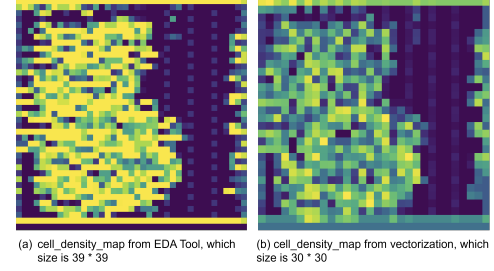 (a) cell_density_map from EDA Tool, which
size is 39 * 39
(b) cell_density_map from vectorization, which
size is 30 * 30